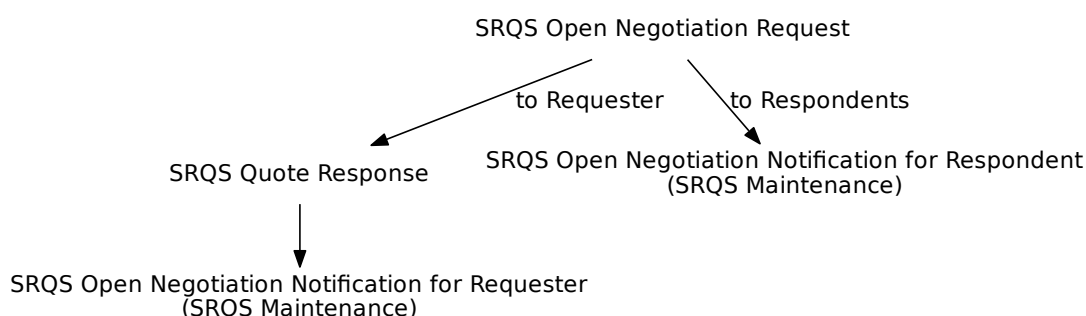 SRQS Open Negotiation Request
to Requester
to Respondents
SRQS Quote Response
SRQS Open Negotiation Notification for Respondent
(SRQS Maintenance)
SRQS Open Negotiation Notification for Requester
(SRQS Maintenance)